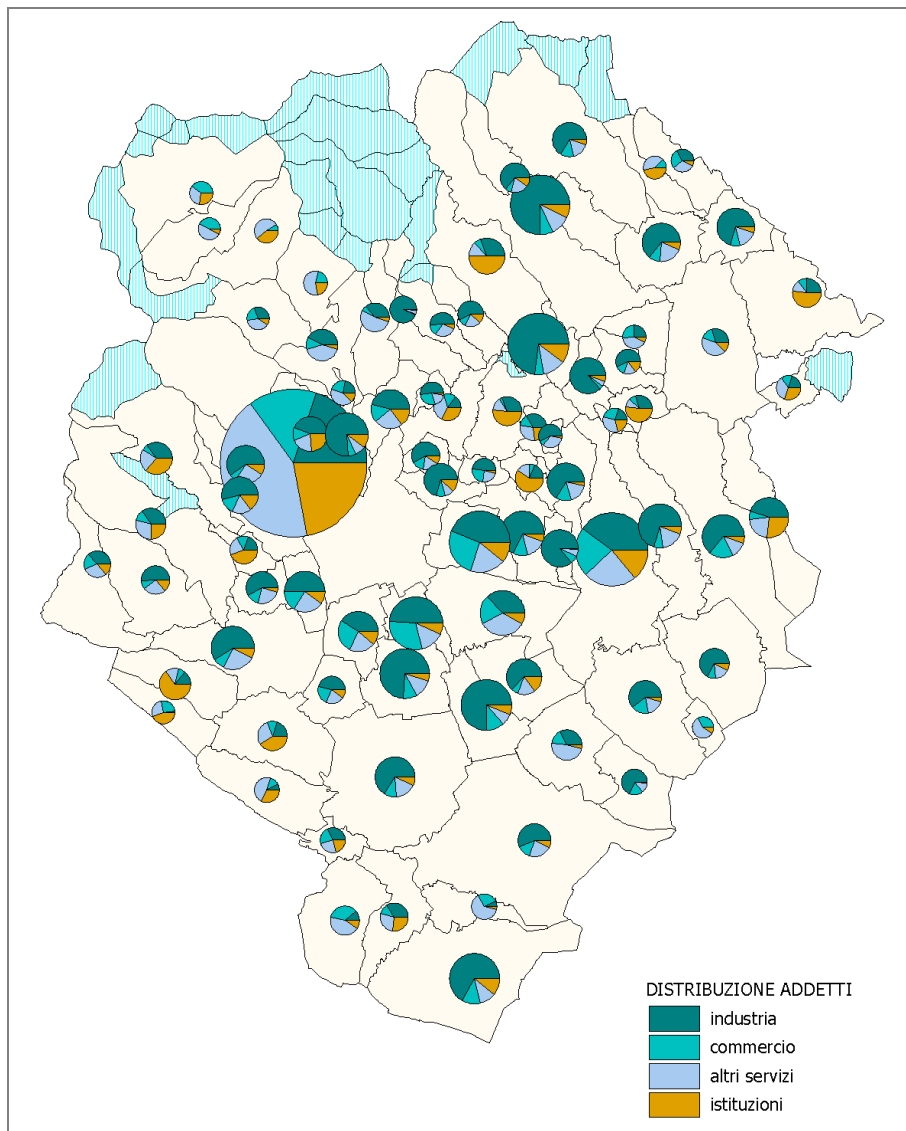 DISTRIBUZIONE ADDETTI
industria
commercio
altri servizi
istituzioni